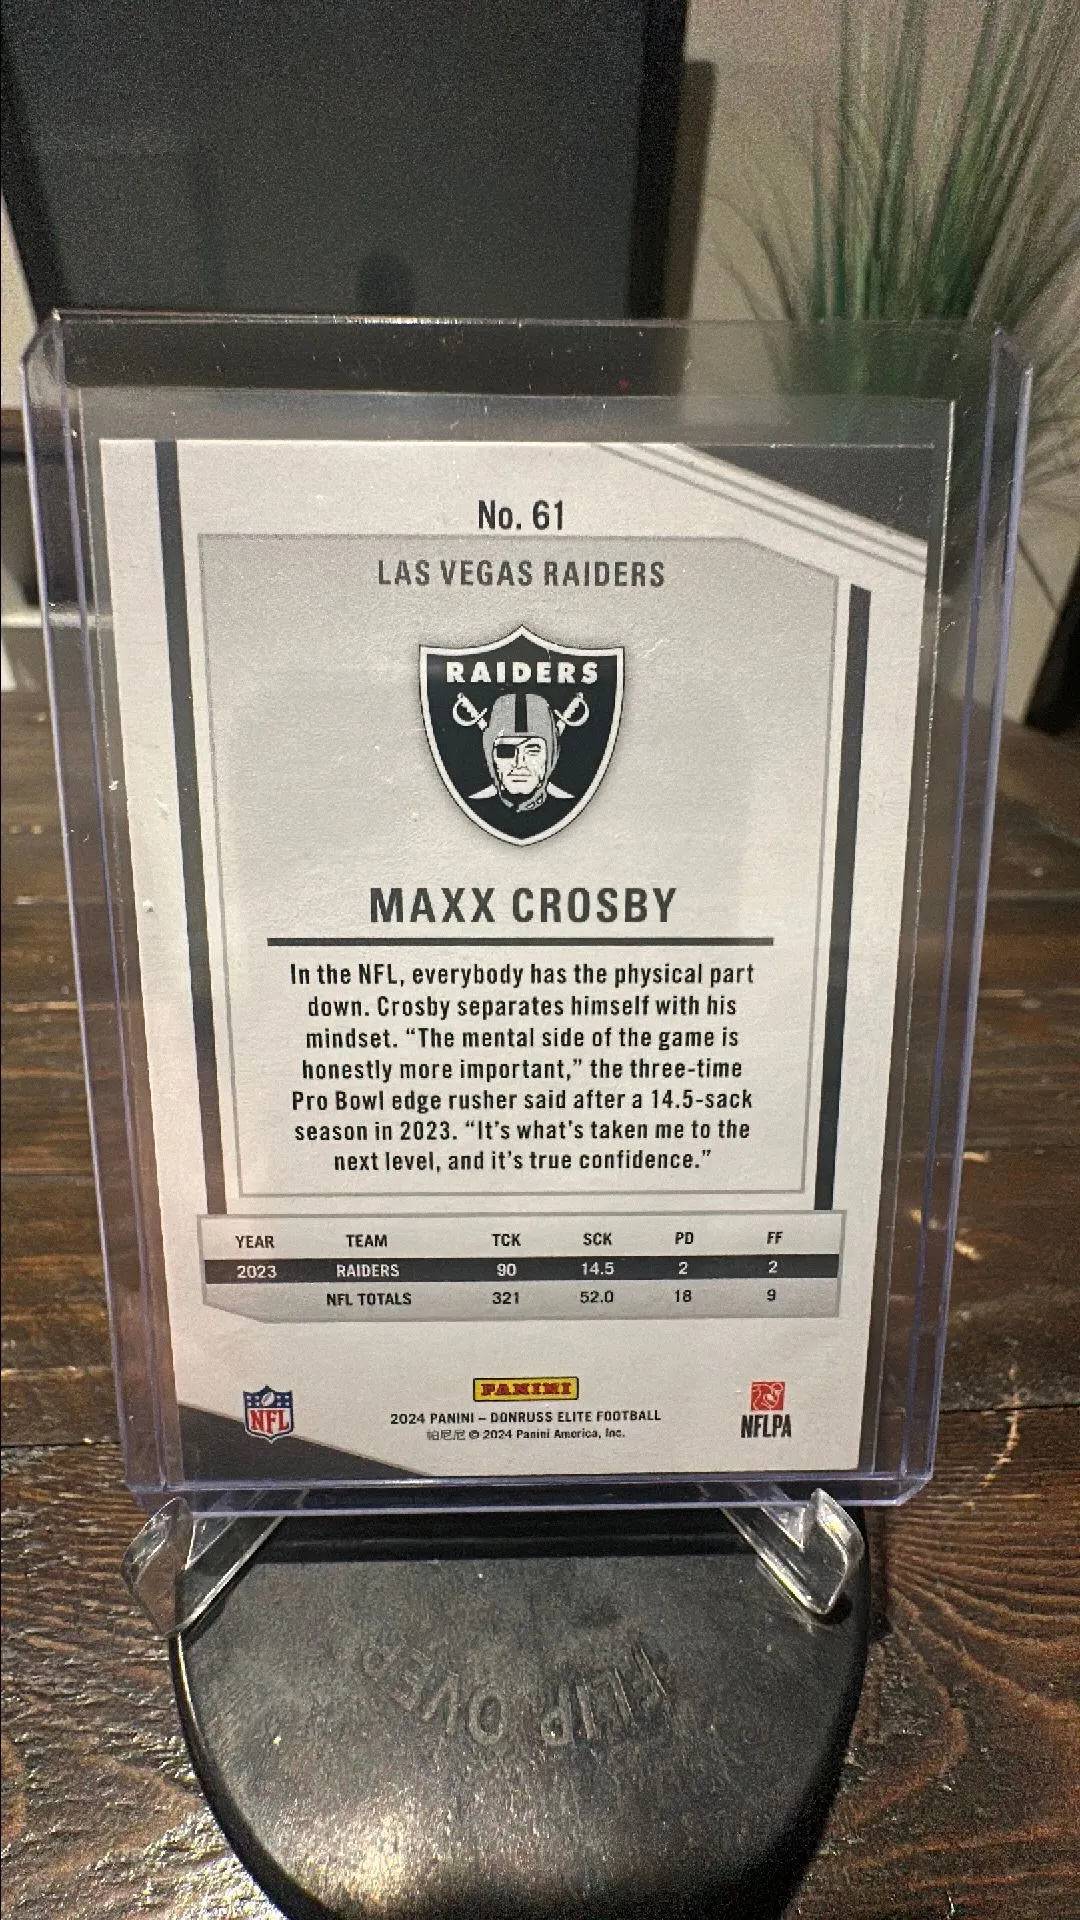 No. 61
LAS VEGAS RAIDERS
RAIDERS
MAXX CROSBY
In the NFL, everybody has the physical part
down. Crosby separates himself with his
mindset. “The mental side of the game is
honestly more important,” the three-time
Pro Bowl edge rusher said after a 14.5-sack
season in 2023. “It's what's taken me to the
next level, and it's true confidence.”
YEAR TEAM TCK SCK PD FF
2023 RAIDERS 90 14.5 2 2
NFL TOTALS 321 52.0 18 9
NFL
PANINI
2024 PANINI – DONRUSS ELITE FOOTBALL
帕尼尼 © 2024 Panini America, Inc.
NFLPA
FLIP OVER